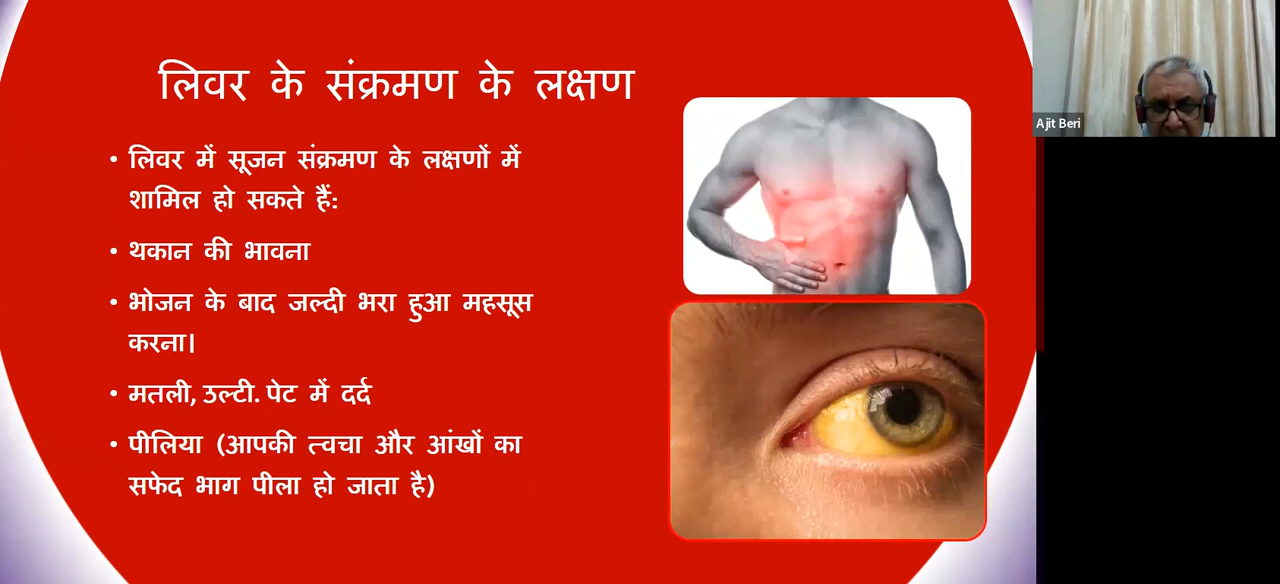 लिवर के संक्रमण के लक्षण
• लिवर में सूजन संक्रमण के लक्षणों में
शामिल हो सकते हैं:
• थकान की भावना
• भोजन के बाद जल्दी भरा हुआ महसूस
करना।
• मतली, उल्टी. पेट में दर्द
• पीलिया (आपकी त्वचा और आंखों का
सफेद भाग पीला हो जाता है)
Ajit Beri